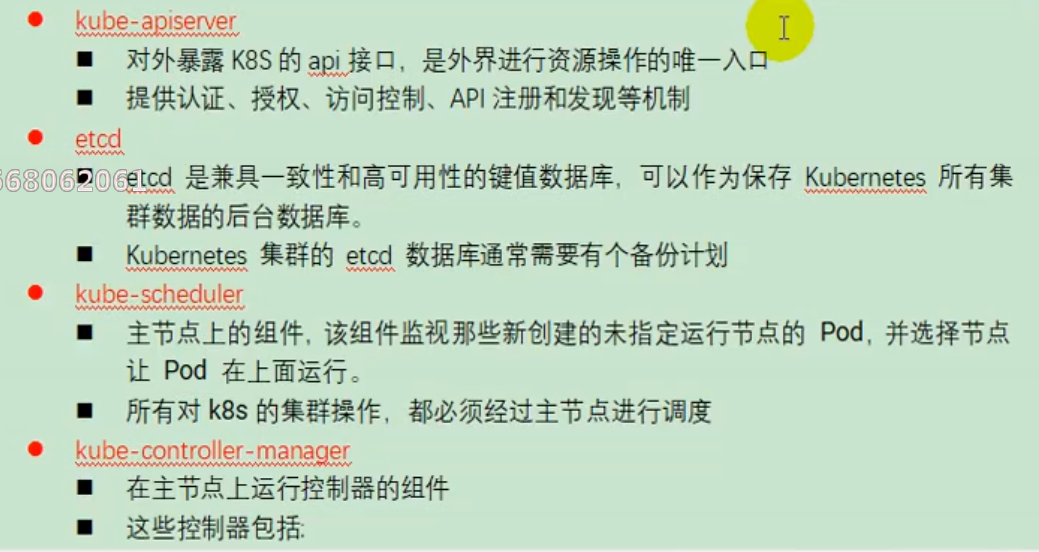 kube-apiserver
对外暴露 K8S 的 api 接口，是外界进行资源操作的唯一入口
提供认证、授权、访问控制、API 注册和发现等机制
etcd
etcd 是兼具一致性和高可用性的键值数据库，可以作为保存 Kubernetes 所有集
群数据的后台数据库。
Kubernetes 集群的 etcd 数据库通常需要有个备份计划
kube-scheduler
主节点上的组件, 该组件监视那些新创建的未指定运行节点的 Pod, 并选择节点
让 Pod 在上面运行。
所有对 k8s 的集群操作，都必须经过主节点进行调度
kube-controller-manager
在主节点上运行控制器的组件
这些控制器包括: